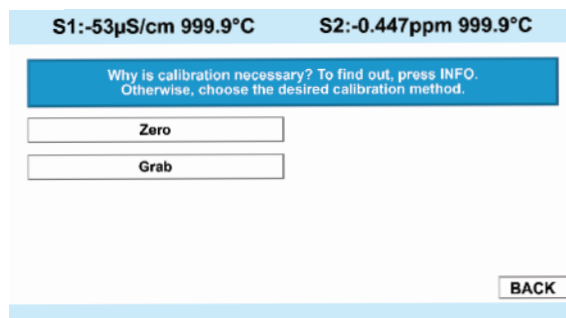 S1:-53µS/cm 999.9°C S2:-0.447ppm 999.9°C
Why is calibration necessary? To find out, press INFO.
Otherwise, choose the desired calibration method.
Zero
Grab
BACK